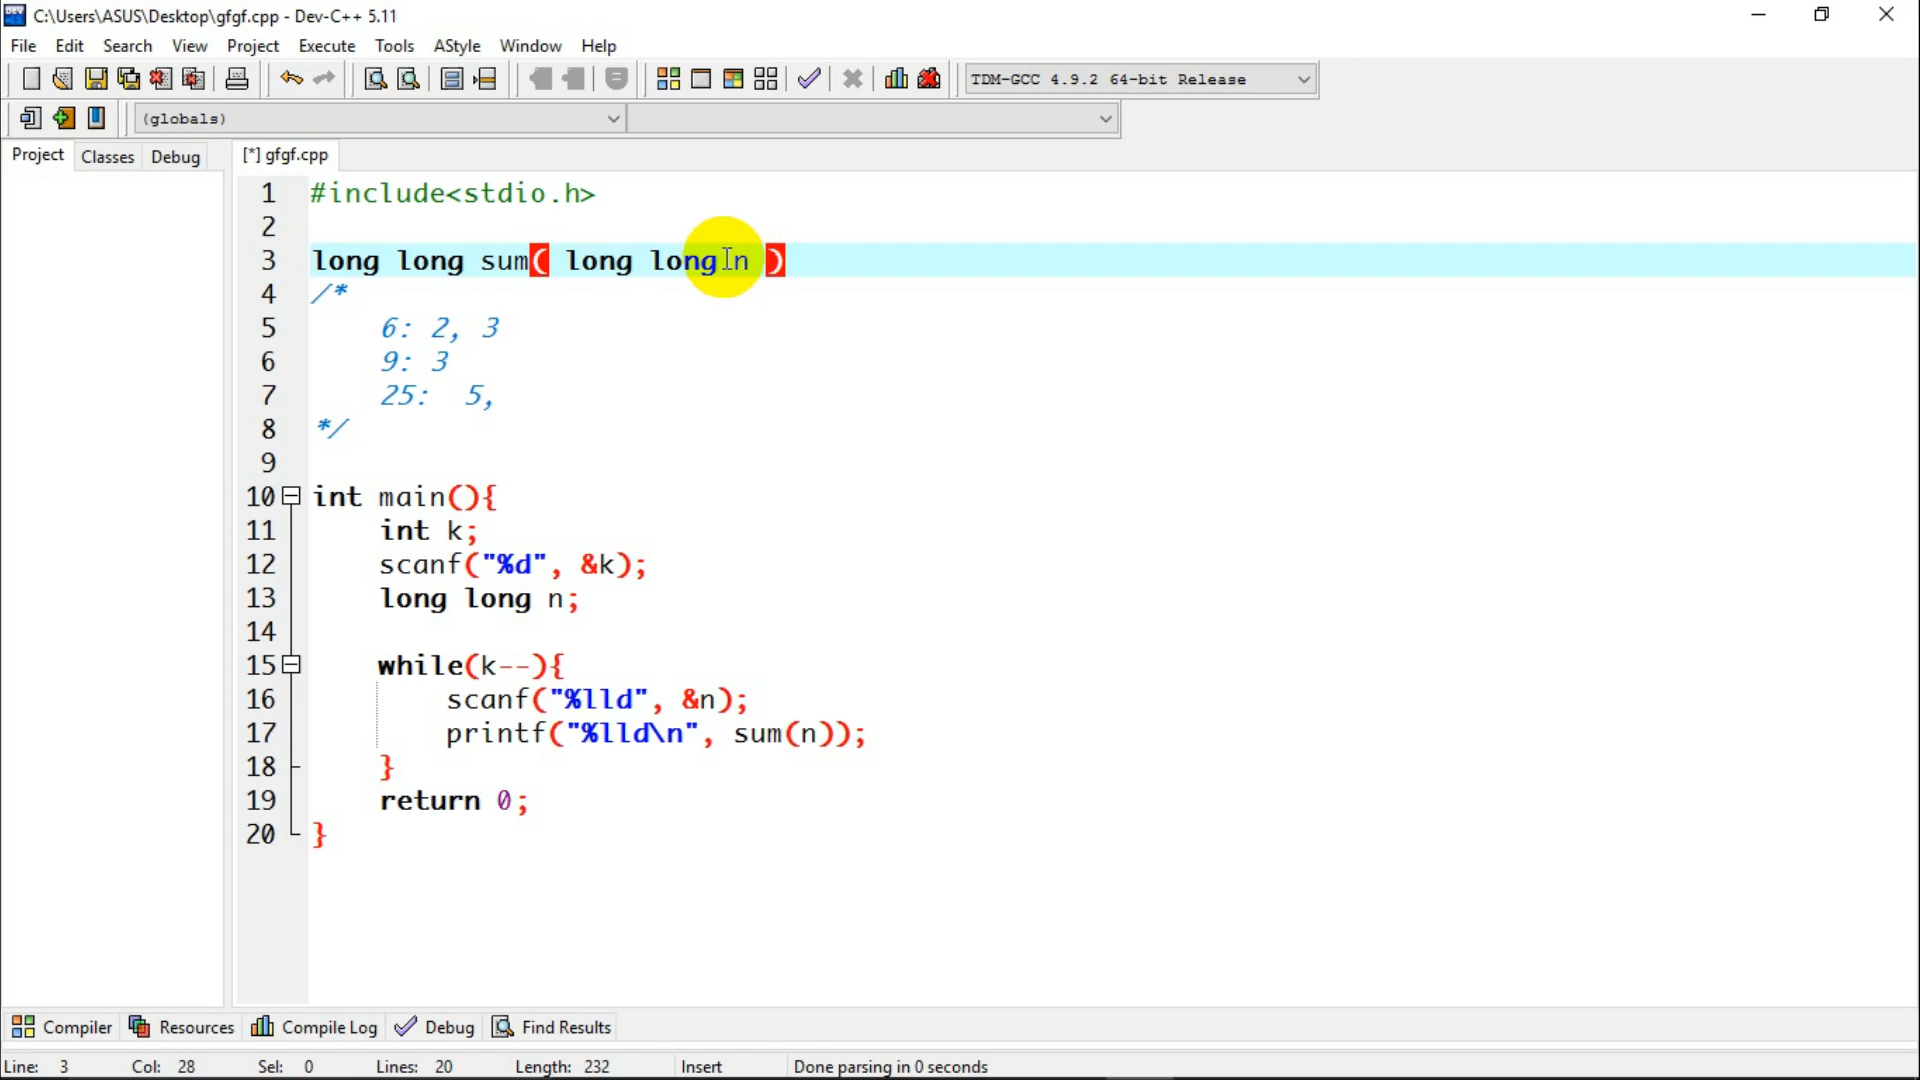 C:\Users\ASUS\Desktop\gfgf.cpp - Dev-C++ 5.11
File Edit Search View Project Execute Tools AStyle Window Help
TDM-GCC 4.9.2 64-bit Release
(globals)
Project Classes Debug [*] gfgf.cpp
1 #include<stdio.h>
2
3 long long sum( long long n )
4 /*
5 6: 2, 3
6 9: 3
7 25: 5,
8 */
9
10 int main(){
11 int k;
12 scanf("%d", &k);
13 long long n;
14
15 while(k--){
16 scanf("%lld", &n);
17 printf("%lld\n", sum(n));
18 }
19 return 0;
20 }
Compiler Resources Compile Log Debug Find Results
Line: 3 Col: 28 Sel: 0 Lines: 20 Length: 232 Insert Done parsing in 0 seconds